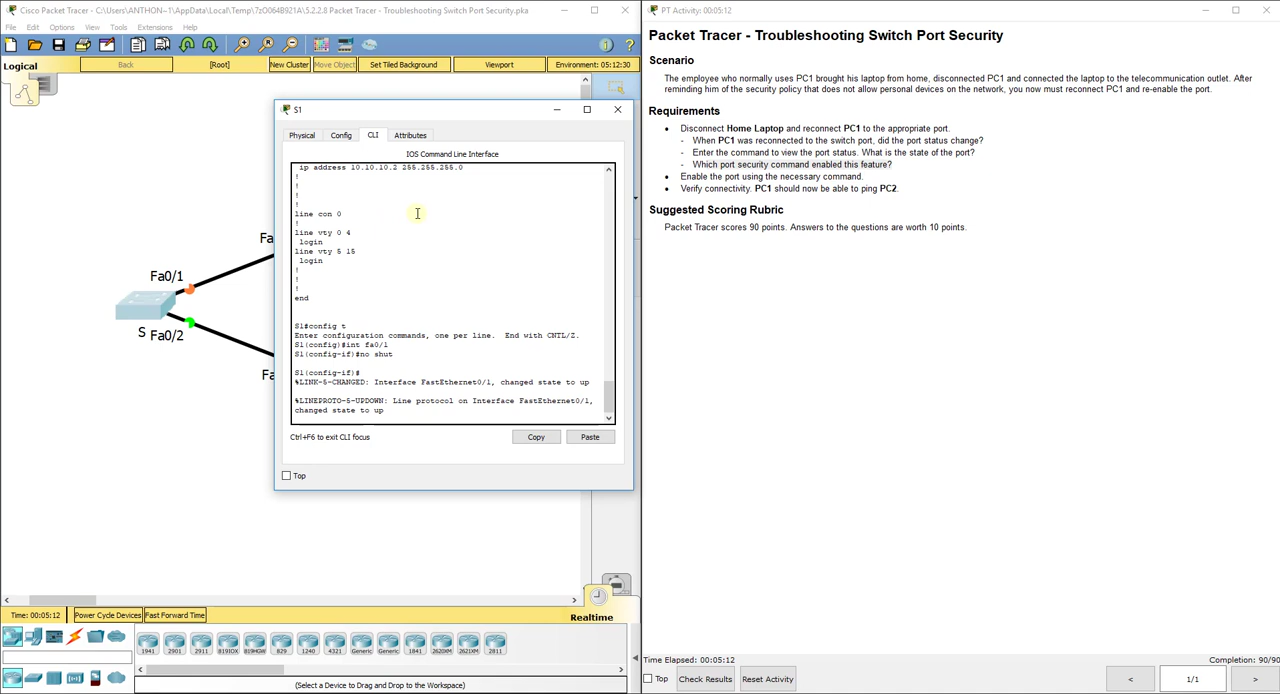 Cisco Packet Tracer - C:\Users\ANTHON~1\AppData\Local\Temp\7zO064B921A\5.2.2.8 Packet Tracer - Troubleshooting Switch Port Security.pka
File Edit Options View Tools Extensions Help
Logical Back [Root] New Cluster Move Object Set Tiled Background Viewport Environment: 05:12:30
Fa0/1
S Fa0/2
Fa
Fa
S1
Physical Config CLI Attributes
IOS Command Line Interface
ip address 10.10.10.2 255.255.255.0
!
!
!
!
line con 0
!
line vty 0 4
login
line vty 5 15
login
!
!
!
end
S1#config t
Enter configuration commands, one per line. End with CNTL/Z.
S1(config)#int fa0/1
S1(config-if)#no shut
S1(config-if)#
%LINK-5-CHANGED: Interface FastEthernet0/1, changed state to up
%LINEPROTO-5-UPDOWN: Line protocol on Interface FastEthernet0/1,
changed state to up
Ctrl+F6 to exit CLI focus Copy Paste
Top
Time: 00:05:12 Power Cycle Devices Fast Forward Time Realtime
1941 2901 2911 819IOX 819HGW 829 1240 4321 Generic Generic 1841 2620XM 2621XM 2811
(Select a Device to Drag and Drop to the Workspace)
PT Activity: 00:05:12
Packet Tracer - Troubleshooting Switch Port Security
Scenario
The employee who normally uses PC1 brought his laptop from home, disconnected PC1 and connected the laptop to the telecommunication outlet. After
reminding him of the security policy that does not allow personal devices on the network, you now must reconnect PC1 and re-enable the port.
Requirements
• Disconnect Home Laptop and reconnect PC1 to the appropriate port.
- When PC1 was reconnected to the switch port, did the port status change?
- Enter the command to view the port status. What is the state of the port?
- Which port security command enabled this feature?
• Enable the port using the necessary command.
• Verify connectivity. PC1 should now be able to ping PC2.
Suggested Scoring Rubric
Packet Tracer scores 90 points. Answers to the questions are worth 10 points.
Time Elapsed: 00:05:12 Completion: 90/90
Top Check Results Reset Activity < 1/1 >